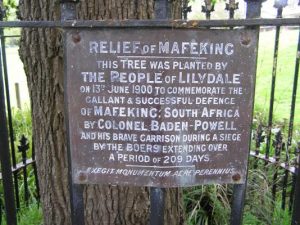 RELIEF OF MAFEKING
THIS TREE WAS PLANTED BY
THE PEOPLE OF LILYDALE
ON 13TH JUNE 1900 TO COMMEMORATE THE
GALLANT & SUCCESSFUL DEFENCE
OF MAFEKING: SOUTH AFRICA
BY COLONEL BADEN-POWELL
AND HIS BRAVE GARRISON DURING A SIEGE
BY THE BOERS EXTENDING OVER
A PERIOD OF 209 DAYS.
EXEGIT MONUMENTUM AERE PERENNIUS